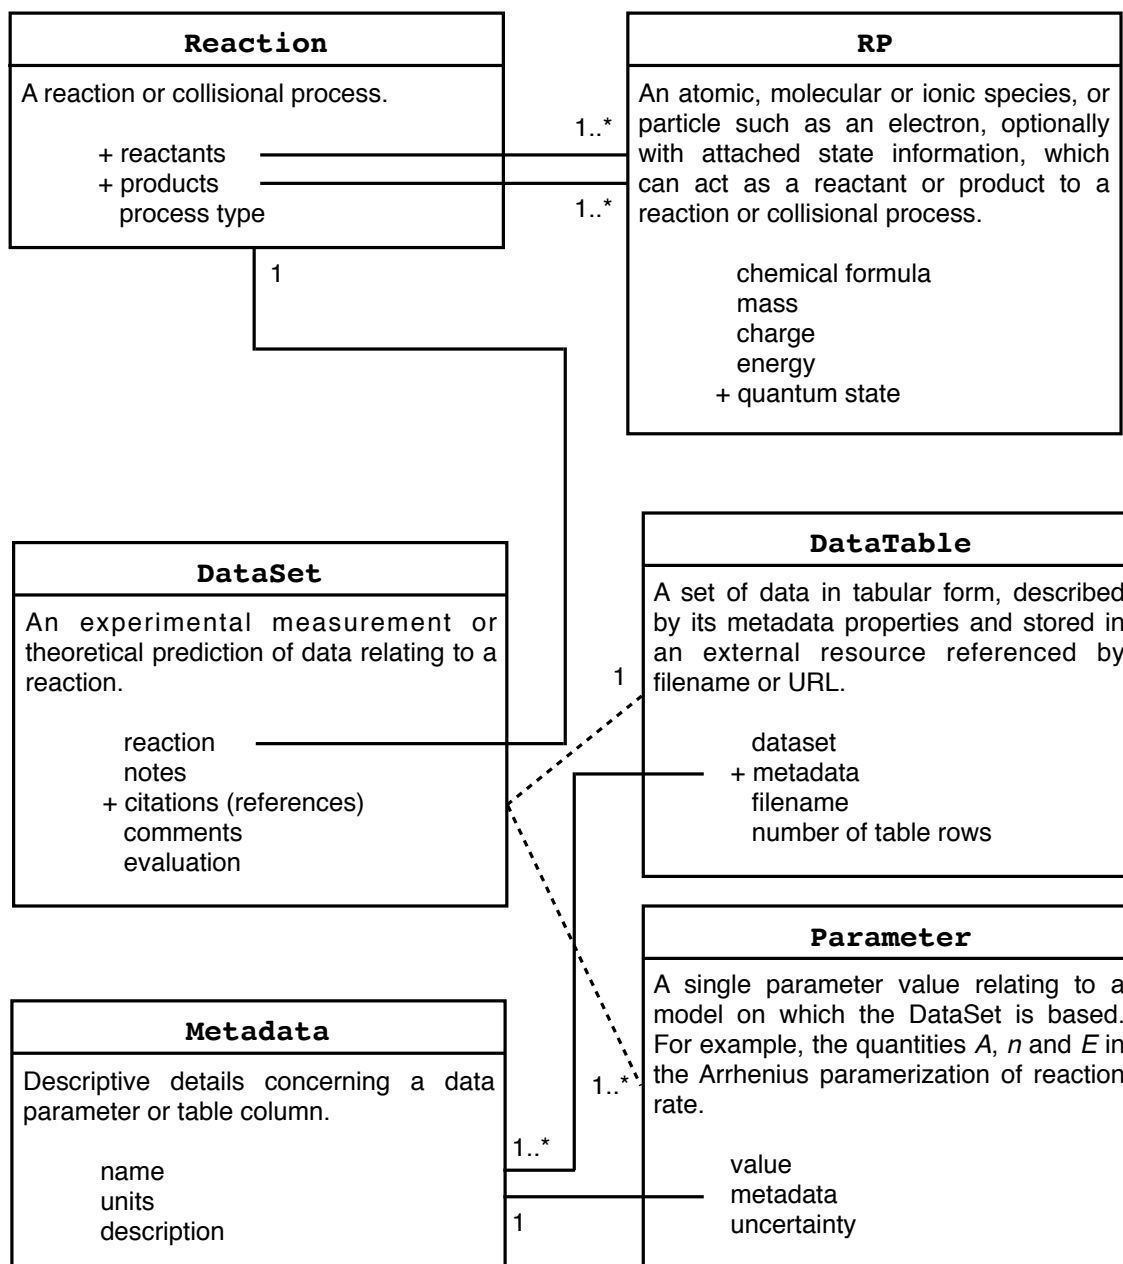 Reaction
A reaction or collisional process.
+ reactants
+ products
process type
1..*
1..*
1
RP
An atomic, molecular or ionic species, or
particle such as an electron, optionally
with attached state information, which
can act as a reactant or product to a
reaction or collisional process.
chemical formula
mass
charge
energy
+ quantum state
DataSet
An experimental measurement or
theoretical prediction of data relating to a
reaction.
reaction
notes
+ citations (references)
comments
evaluation
1
DataTable
A set of data in tabular form, described
by its metadata properties and stored in
an external resource referenced by
filename or URL.
dataset
+ metadata
filename
number of table rows
Metadata
Descriptive details concerning a data
parameter or table column.
name
units
description
1..*
1..*
1
Parameter
A single parameter value relating to a
model on which the DataSet is based.
For example, the quantities A, n and E in
the Arrhenius paramerization of reaction
rate.
value
metadata
uncertainty